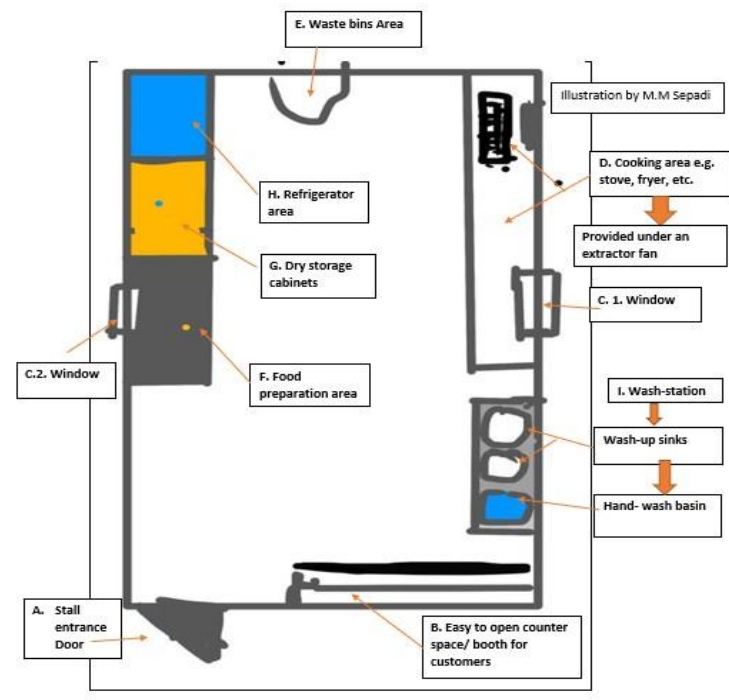 E. Waste bins Area
Illustration by M.M Sepadi
D. Cooking area e.g.
stove, fryer, etc.
Provided under an
extractor fan
H. Refrigerator
area
G. Dry storage
cabinets
C. 1. Window
C.2. Window
F. Food
preparation area
I. Wash-station
Wash-up sinks
Hand- wash basin
A. Stall
entrance
Door
B. Easy to open counter
space/ booth for
customers